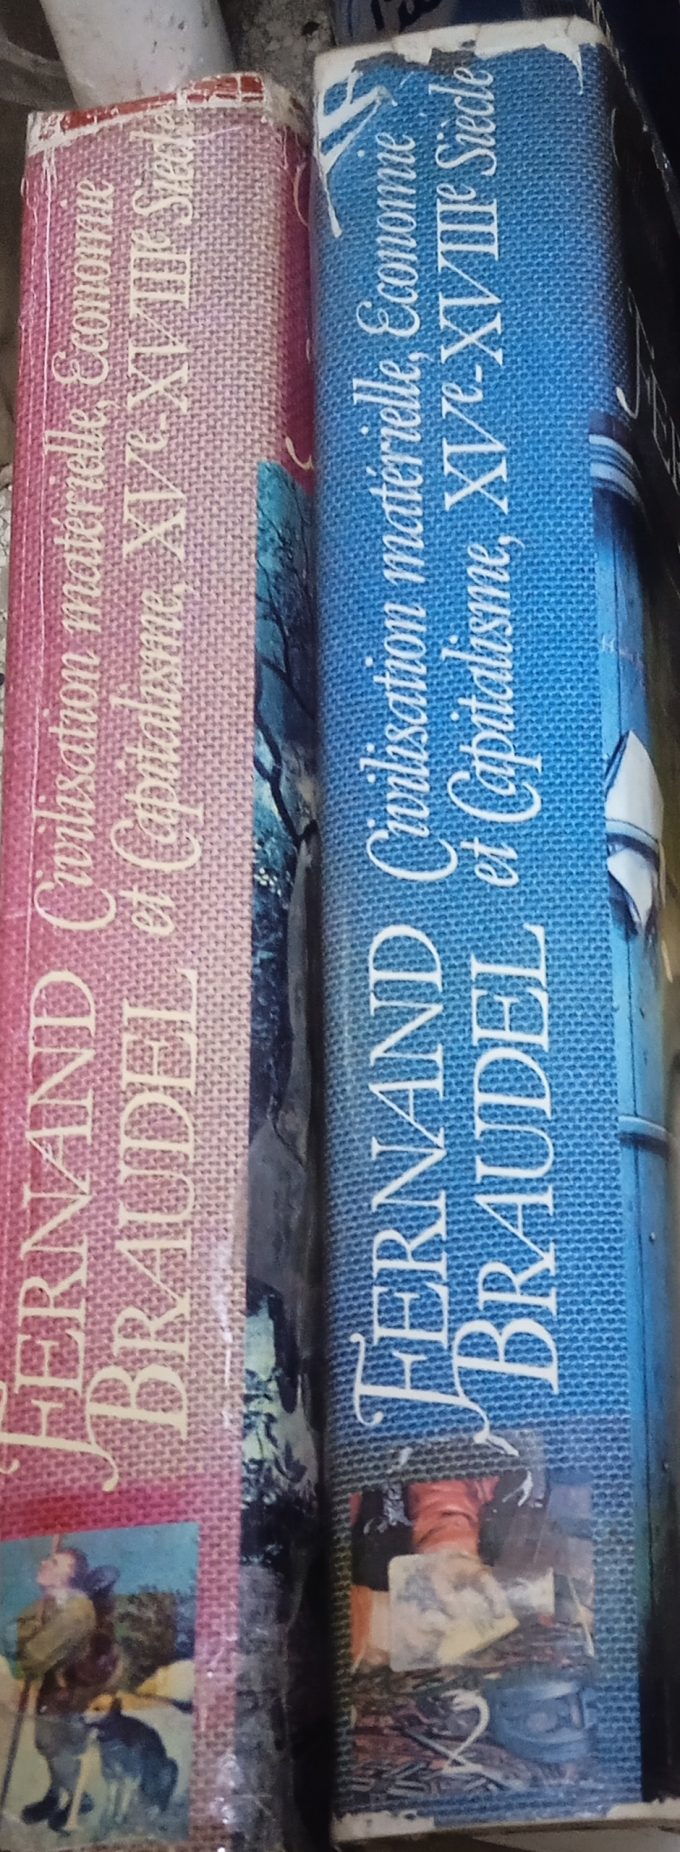 FERNAND
BRAUDEL
Civilisation matérielle, Economie
et Capitalisme, XVe-XVIIIe Siècle
FERNAND
BRAUDEL
Civilisation matérielle, Economie
et Capitalisme, XVe-XVIIIe Siècle